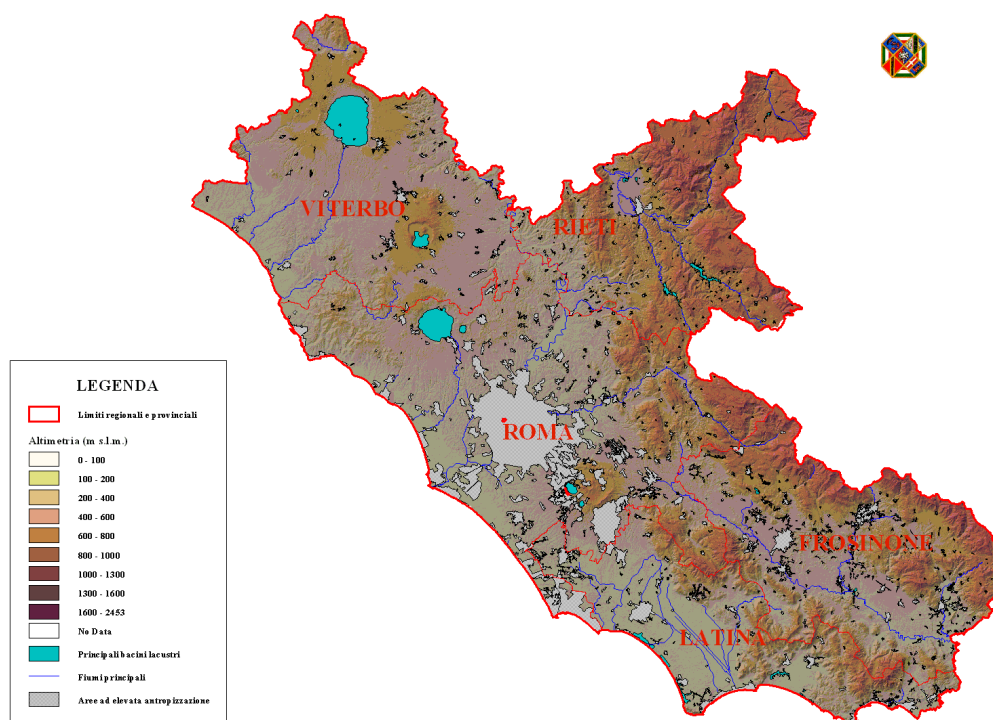 VITERBO
RIETI
ROMA
FROSINONE
LATINA
LEGENDA
Limiti regionali e provinciali
Altimetria (m s.l.m.)
0 - 100
100 - 200
200 - 400
400 - 600
600 - 800
800 - 1000
1000 - 1300
1300 - 1600
1600 - 2453
No Data
Principali bacini lacustri
Fiumi principali
Aree ad elevata antropizzazione